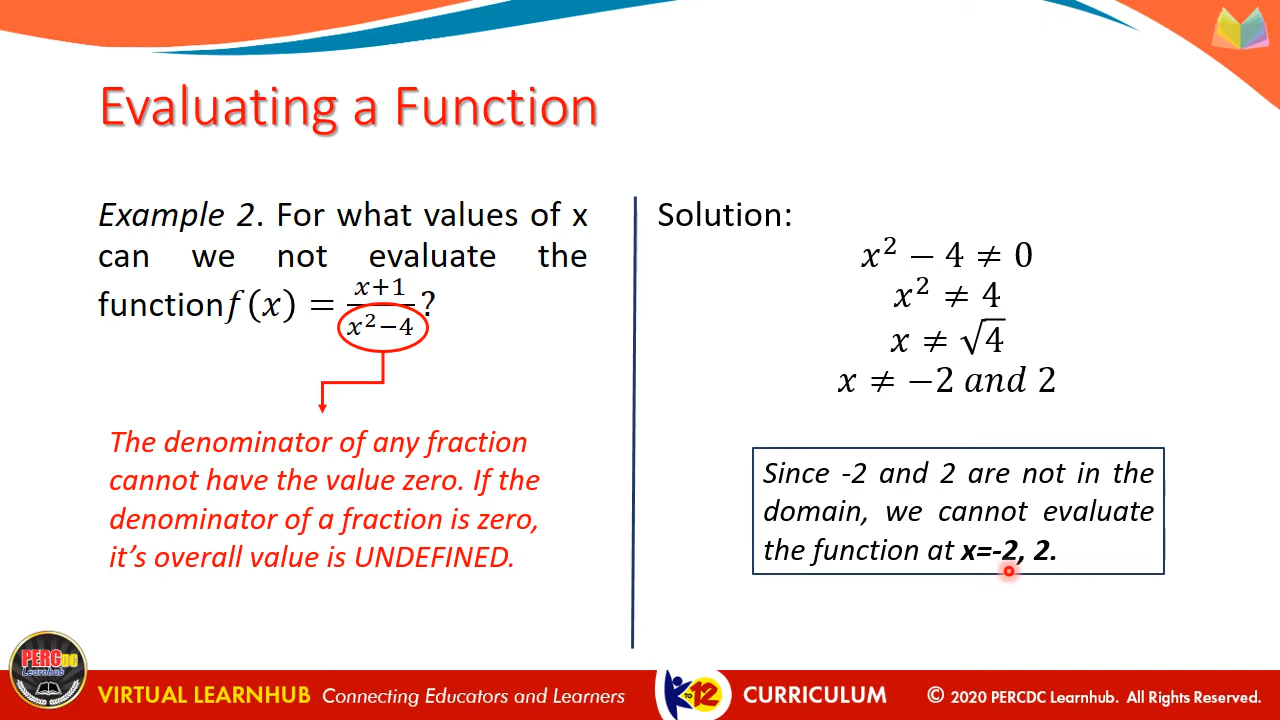 Evaluating a Function
Example 2. For what values of x
can we not evaluate the
function f(x) = \frac{x+1}{x^2-4}?
The denominator of any fraction
cannot have the value zero. If the
denominator of a fraction is zero,
it's overall value is UNDEFINED.
Solution:
x² − 4 ≠ 0
x² ≠ 4
x ≠ √4
x ≠ −2 and 2
Since -2 and 2 are not in the
domain, we cannot evaluate
the function at x=-2, 2.
PERCDC
Learnhub
VIRTUAL LEARNHUB Connecting Educators and Learners
K TO 12
CURRICULUM
© 2020 PERCDC Learnhub. All Rights Reserved.